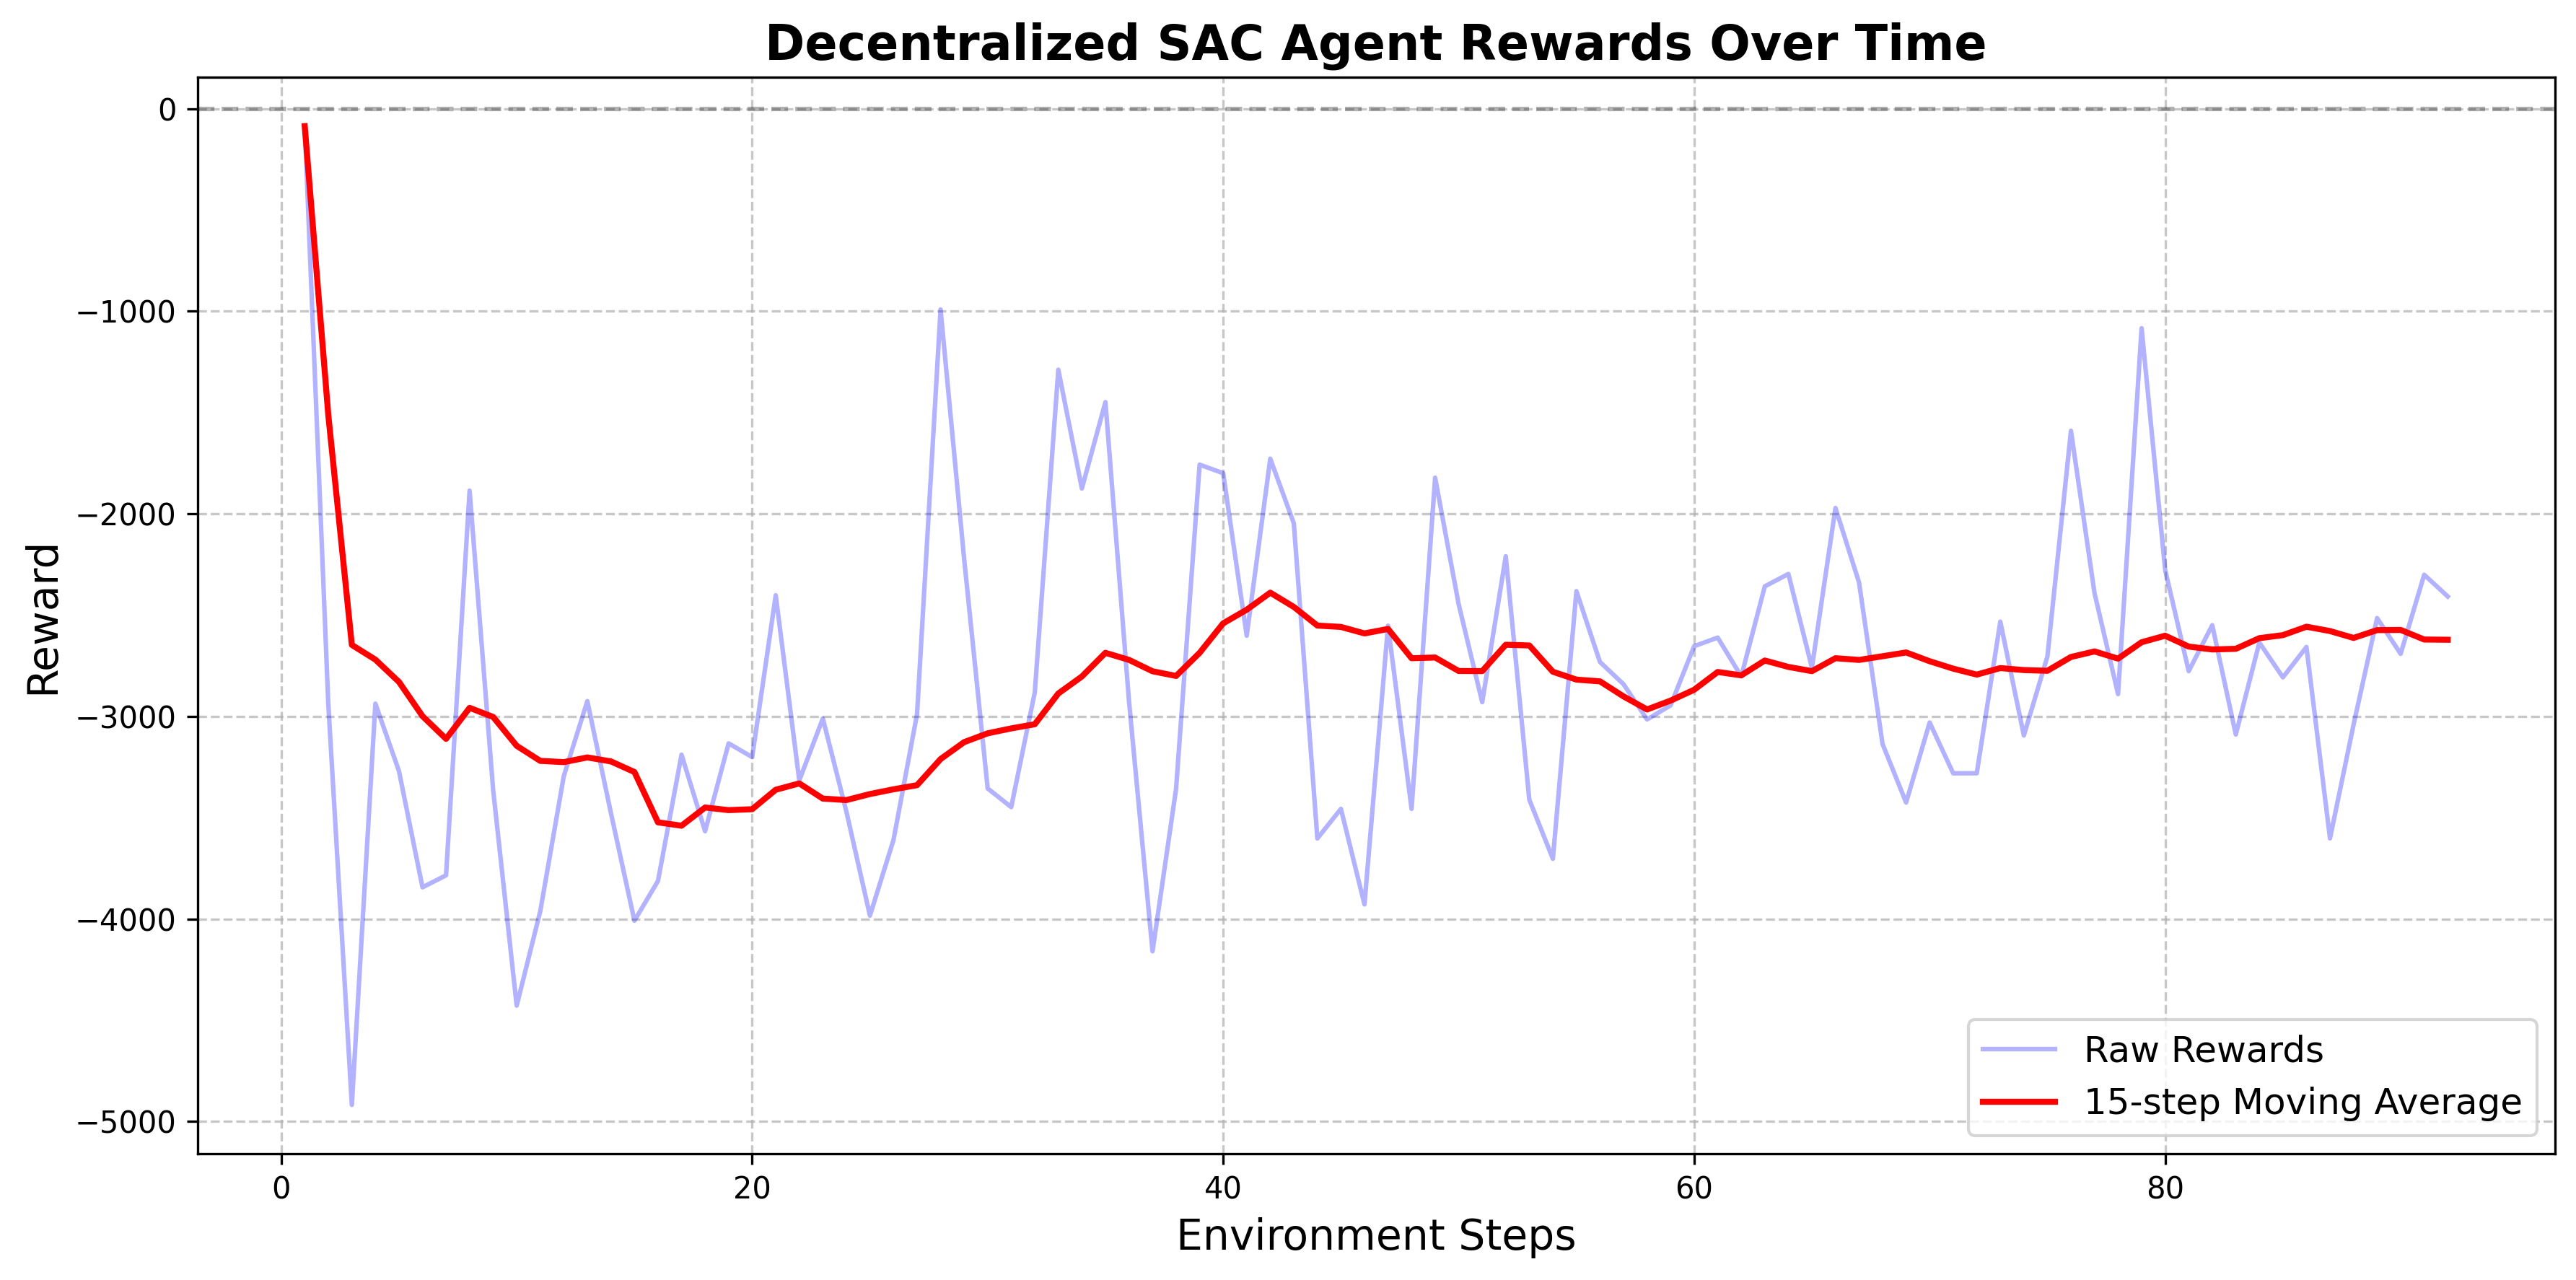 Decentralized SAC Agent Rewards Over Time
0
−1000
−2000
−3000
−4000
−5000
Reward
0 20 40 60 80
Environment Steps
Raw Rewards
15-step Moving Average